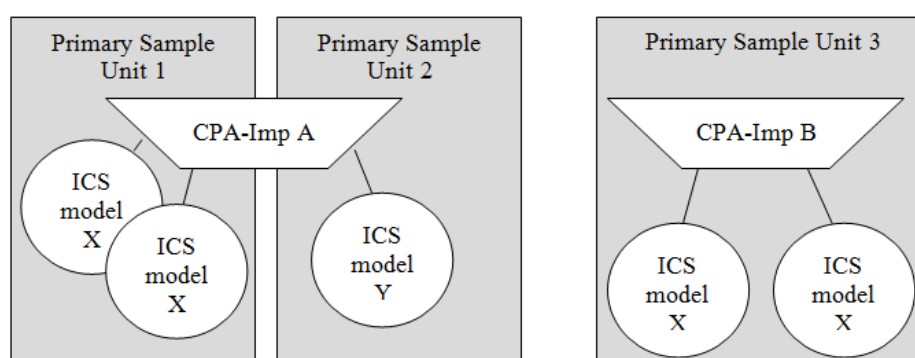 Primary Sample
Unit 1
Primary Sample
Unit 2
Primary Sample Unit 3
CPA-Imp A
CPA-Imp B
ICS
model
X
ICS
model
X
ICS
model
Y
ICS
model
X
ICS
model
X